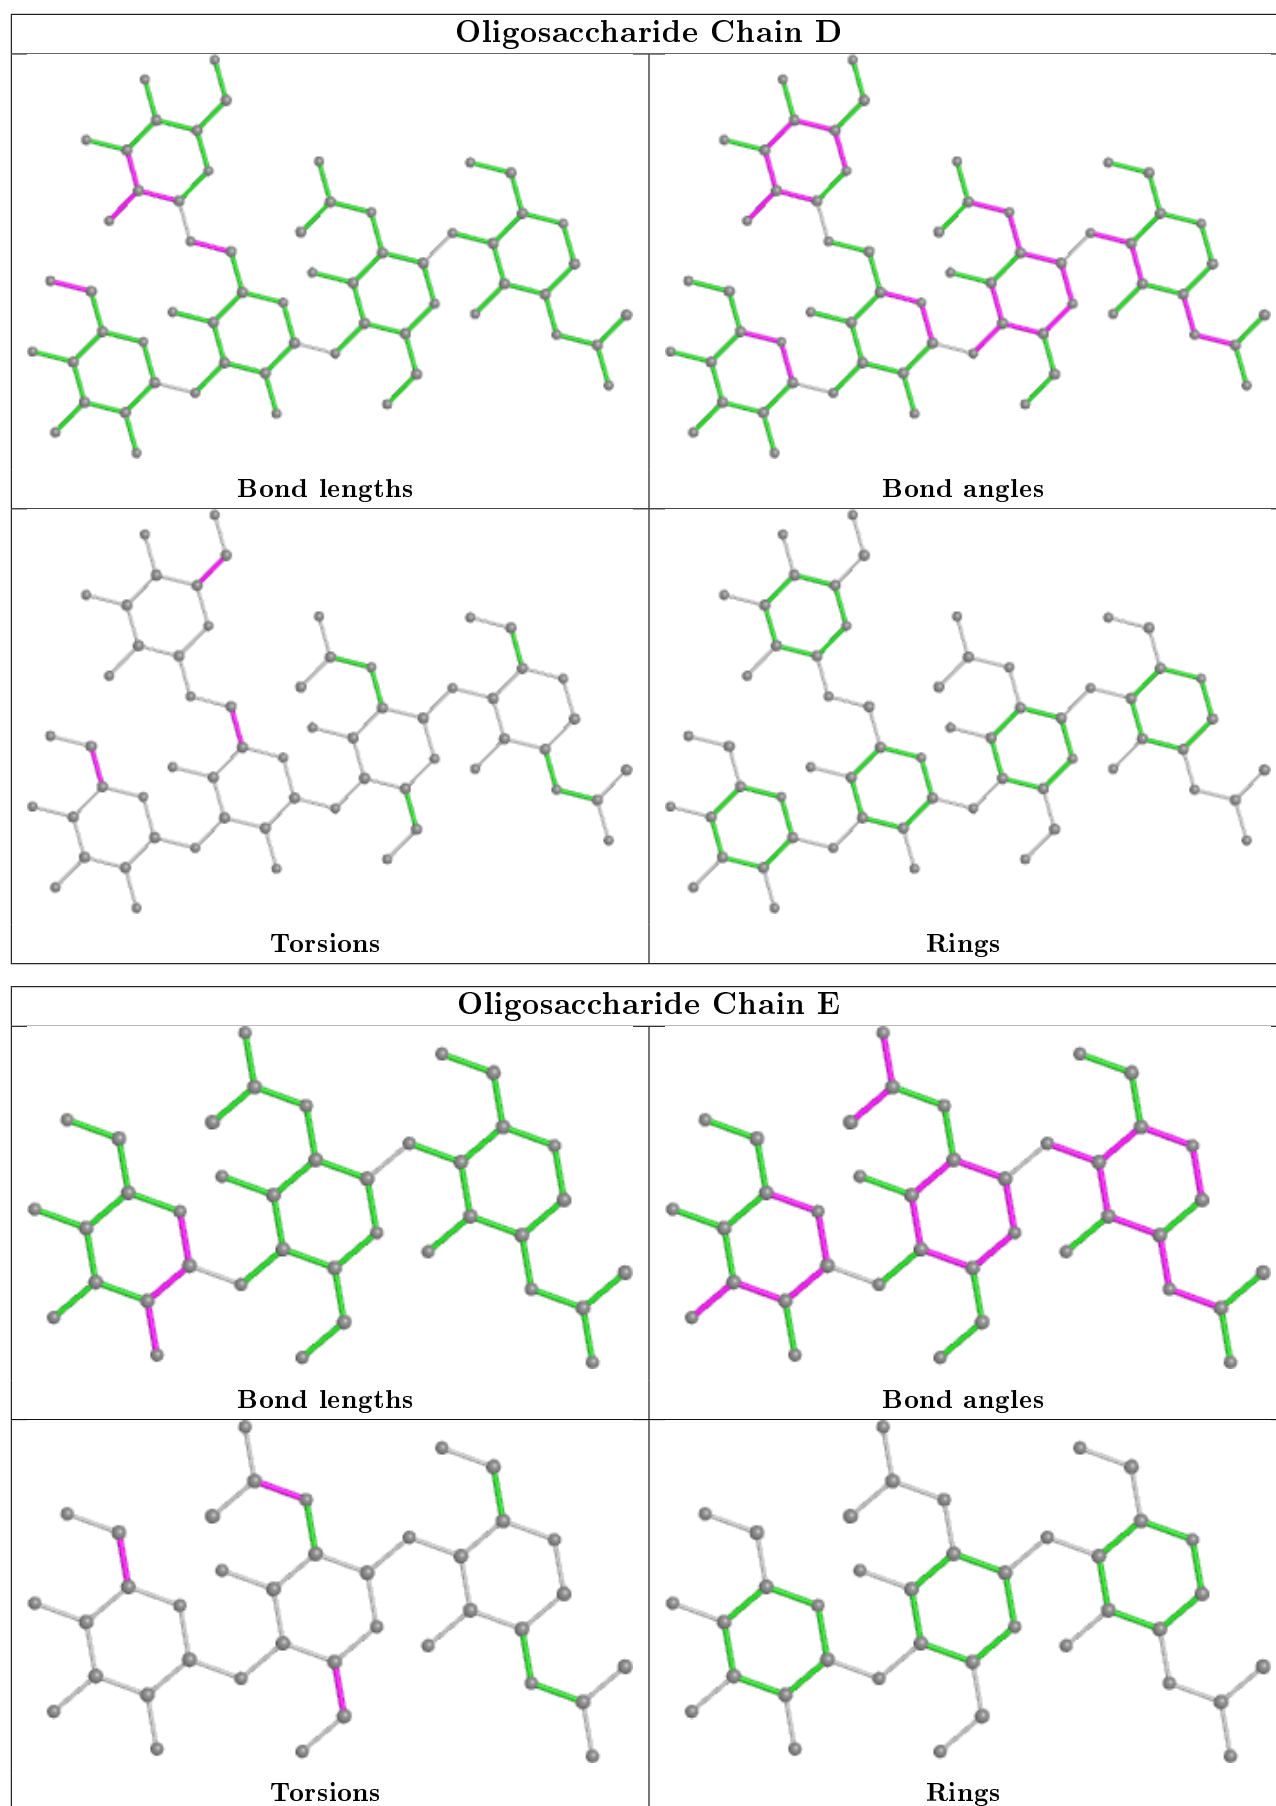 Oligosaccharide Chain D
Bond lengths
Bond angles
Torsions
Rings
Oligosaccharide Chain E
Bond lengths
Bond angles
Torsions
Rings